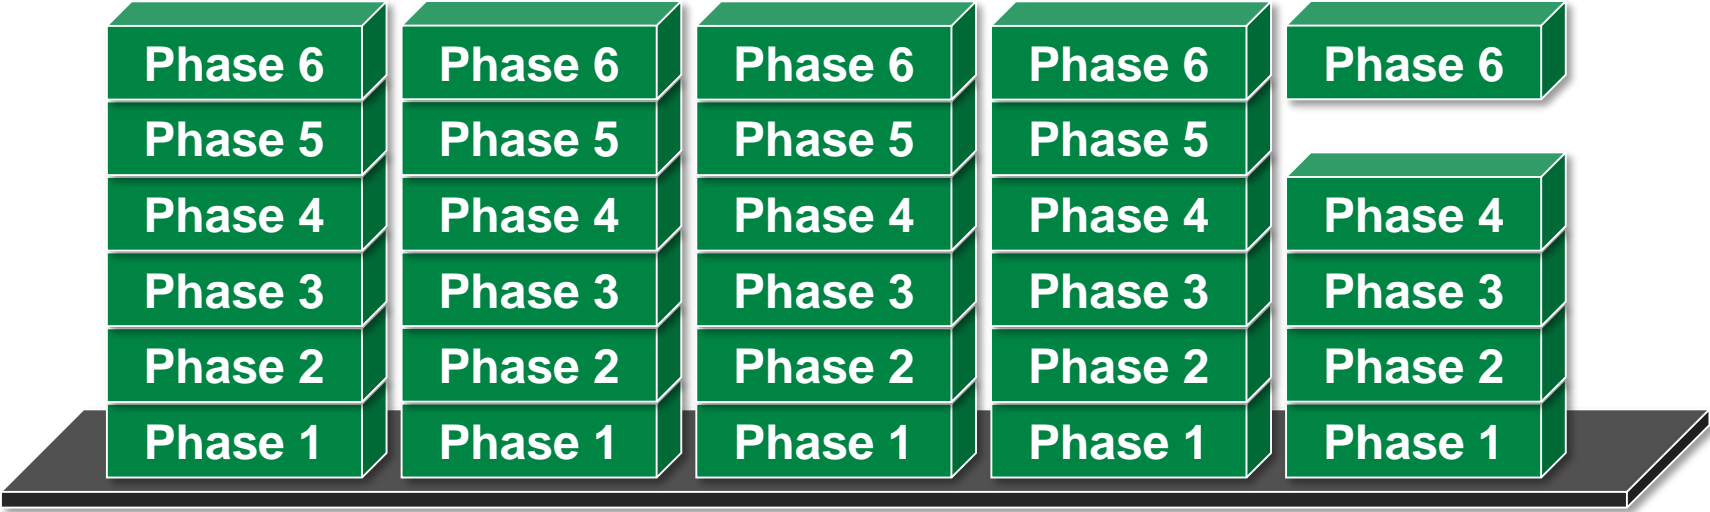 Phase 6 Phase 6 Phase 6 Phase 6 Phase 6
Phase 5 Phase 5 Phase 5 Phase 5
Phase 4 Phase 4 Phase 4 Phase 4 Phase 4
Phase 3 Phase 3 Phase 3 Phase 3 Phase 3
Phase 2 Phase 2 Phase 2 Phase 2 Phase 2
Phase 1 Phase 1 Phase 1 Phase 1 Phase 1